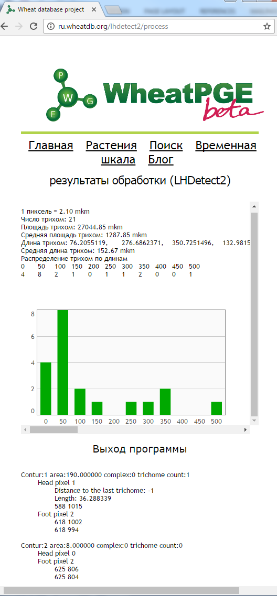 Wheat database project
ru.wheatdb.org/lhdetect2/process
P
F
W
G
WheatPGE
beta
Главная Растения Поиск Временная
шкала Блог
результаты обработки (LHDetect2)
1 пиксель = 2.10 mkm
Число трихом: 21
Площадь трихом: 27044.85 mkm
Средняя площадь трихом: 1287.85 mkm
Длина трихом: 76.2055119, 276.6862371, 350.7251496, 132.9815
Средняя длина трихом: 152.67 mkm
Распределение трихом по длинам
0 50 100 150 200 250 300 350 400 450 500
4 8 2 1 0 1 1 2 0 0 1
8
6
4
2
0
0 50 100 150 200 250 300 350 400 450 500
Выход программы
Contur:1 area:190.000000 complex:0 trichome count:1
Head pixel 1
Distance to the last trichome: -1
Length: 36.288339
588 1015
Foot pixel 2
618 1002
618 994
Contur:2 area:8.000000 complex:0 trichome count:0
Head pixel 0
Foot pixel 2
625 806
625 804